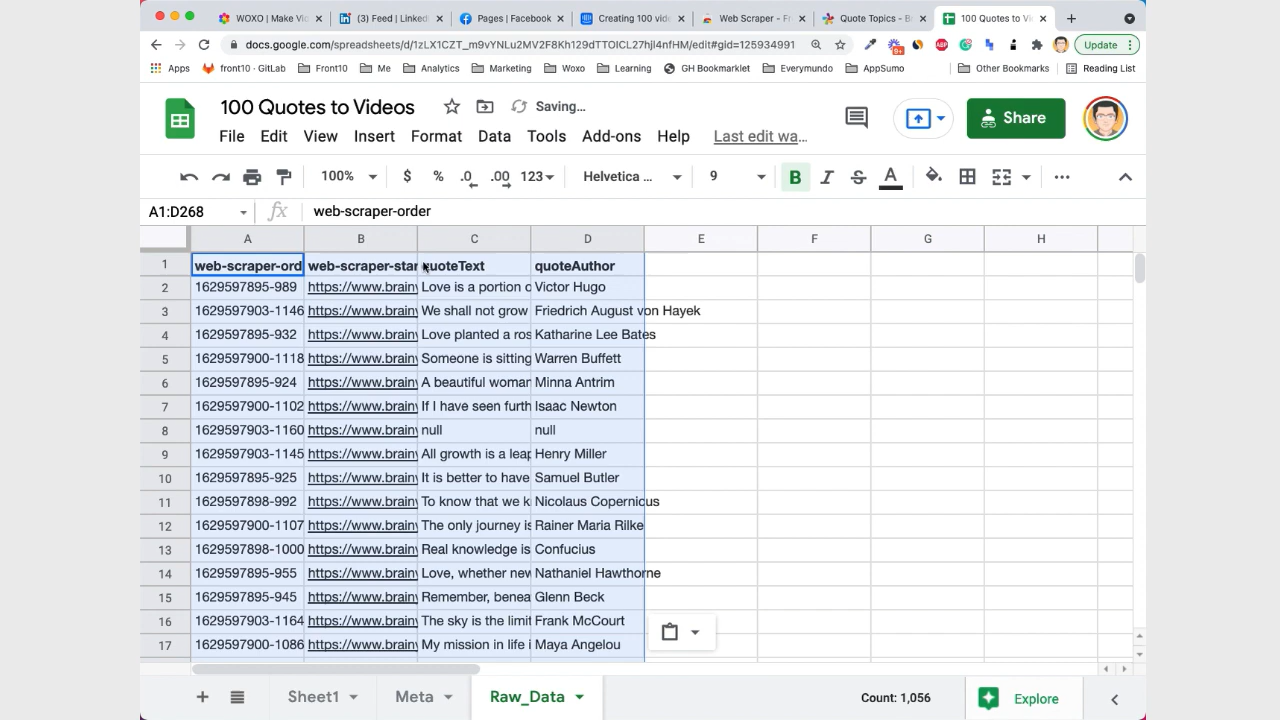 WOXO | Make Vi
(3) Feed | Linked
Pages | Facebook
Creating 100 vide
Web Scraper - Fr
Quote Topics - B
100 Quotes to Vi
docs.google.com/spreadsheets/d/1zLX1CZT_m9vYNLu2MV2F8Kh129dTTOICL27hjI4nfHM/edit#gid=125934991
Update
Apps
front10 · GitLab
Front10
Me
Analytics
Marketing
Woxo
Learning
GH Bookmarklet
Everymundo
AppSumo
Other Bookmarks
Reading List
100 Quotes to Videos
Saving…
Share
File Edit View Insert Format Data Tools Add-ons Help Last edit wa…
100% $ % .0 .00 123 Helvetica … 9 B I S A
A1:D268 fx web-scraper-order
A B C D E F G H
1 web-scraper-ord web-scraper-star quoteText quoteAuthor
2 1629597895-989 https://www.brainy Love is a portion o Victor Hugo
3 1629597903-1146 https://www.brainy We shall not grow Friedrich August von Hayek
4 1629597895-932 https://www.brainy Love planted a ros Katharine Lee Bates
5 1629597900-1118 https://www.brainy Someone is sitting Warren Buffett
6 1629597895-924 https://www.brainy A beautiful woman Minna Antrim
7 1629597900-1102 https://www.brainy If I have seen furth Isaac Newton
8 1629597903-1160 https://www.brainy null null
9 1629597903-1145 https://www.brainy All growth is a leap Henry Miller
10 1629597895-925 https://www.brainy It is better to have Samuel Butler
11 1629597898-992 https://www.brainy To know that we k Nicolaus Copernicus
12 1629597900-1107 https://www.brainy The only journey is Rainer Maria Rilke
13 1629597898-1000 https://www.brainy Real knowledge is Confucius
14 1629597895-955 https://www.brainy Love, whether new Nathaniel Hawthorne
15 1629597895-945 https://www.brainy Remember, benea Glenn Beck
16 1629597903-1164 https://www.brainy The sky is the limit Frank McCourt
17 1629597900-1086 https://www.brainy My mission in life i Maya Angelou
Sheet1 Meta Raw_Data Count: 1,056 Explore